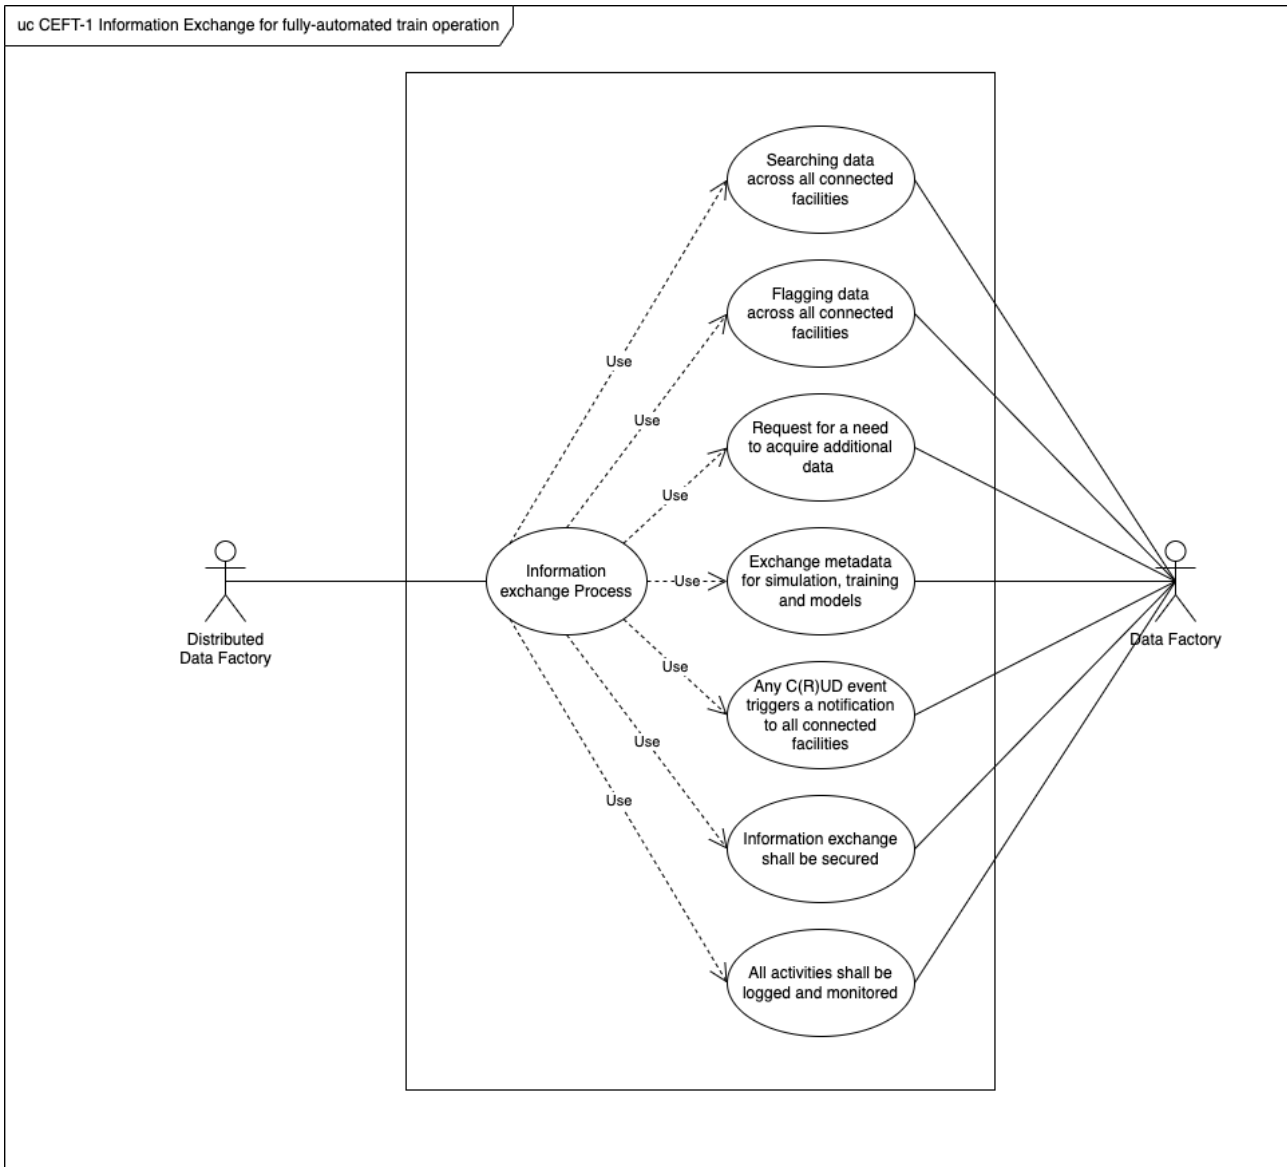 uc CEFT-1 Information Exchange for fully-automated train operation
Searching data
across all connected
facilities
Flagging data
across all connected
facilities
Request for a need
to acquire additional
data
Exchange metadata
for simulation, training
and models
Any C(R)UD event
triggers a notification
to all connected
facilities
Information exchange
shall be secured
All activities shall be
logged and monitored
Use
Use
Use
Use
Use
Use
Use
Information
exchange Process
Distributed
Data Factory
Data Factory